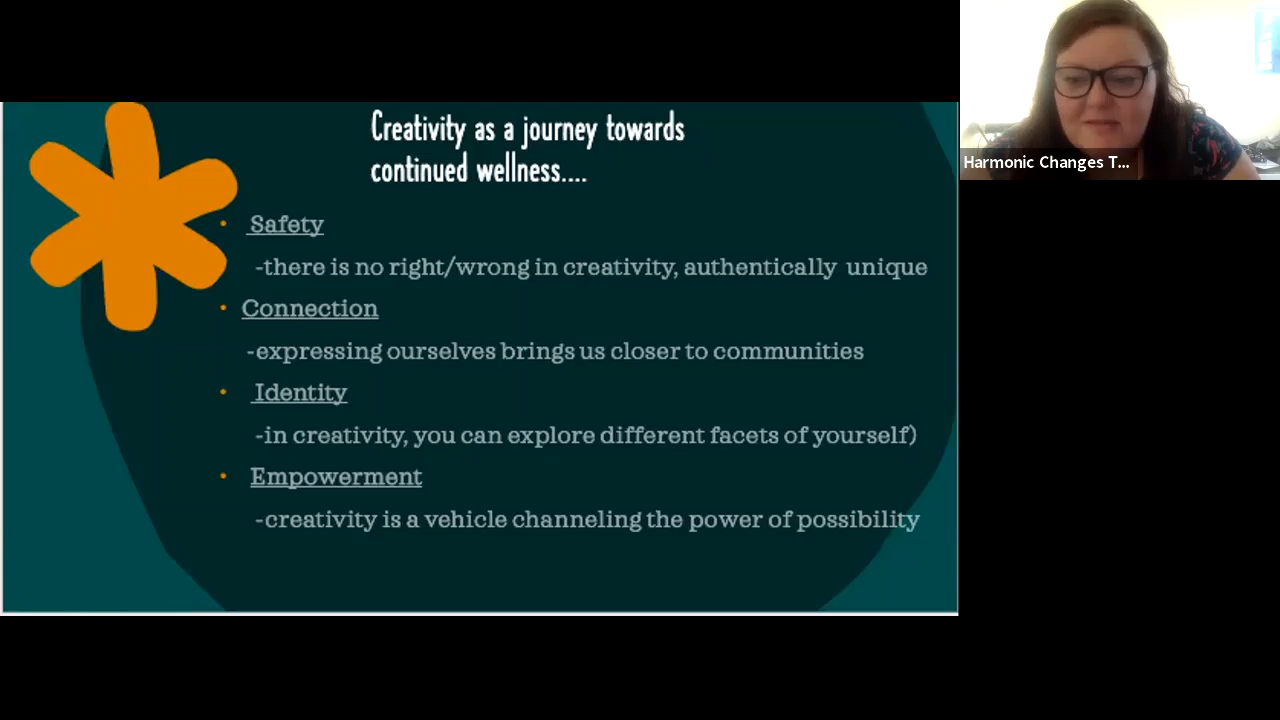 Creativity as a journey towards
continued wellness....
• Safety
-there is no right/wrong in creativity, authentically unique
• Connection
-expressing ourselves brings us closer to communities
• Identity
-in creativity, you can explore different facets of yourself)
• Empowerment
-creativity is a vehicle channeling the power of possibility
Harmonic Changes T...